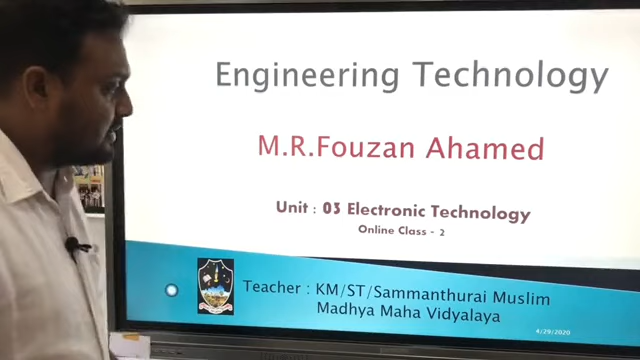 Engineering Technology
M.R.Fouzan Ahamed
Unit : 03 Electronic Technology
Online Class - 2
Teacher : KM/ST/Sammanthurai Muslim
Madhya Maha Vidyalaya
4/29/2020